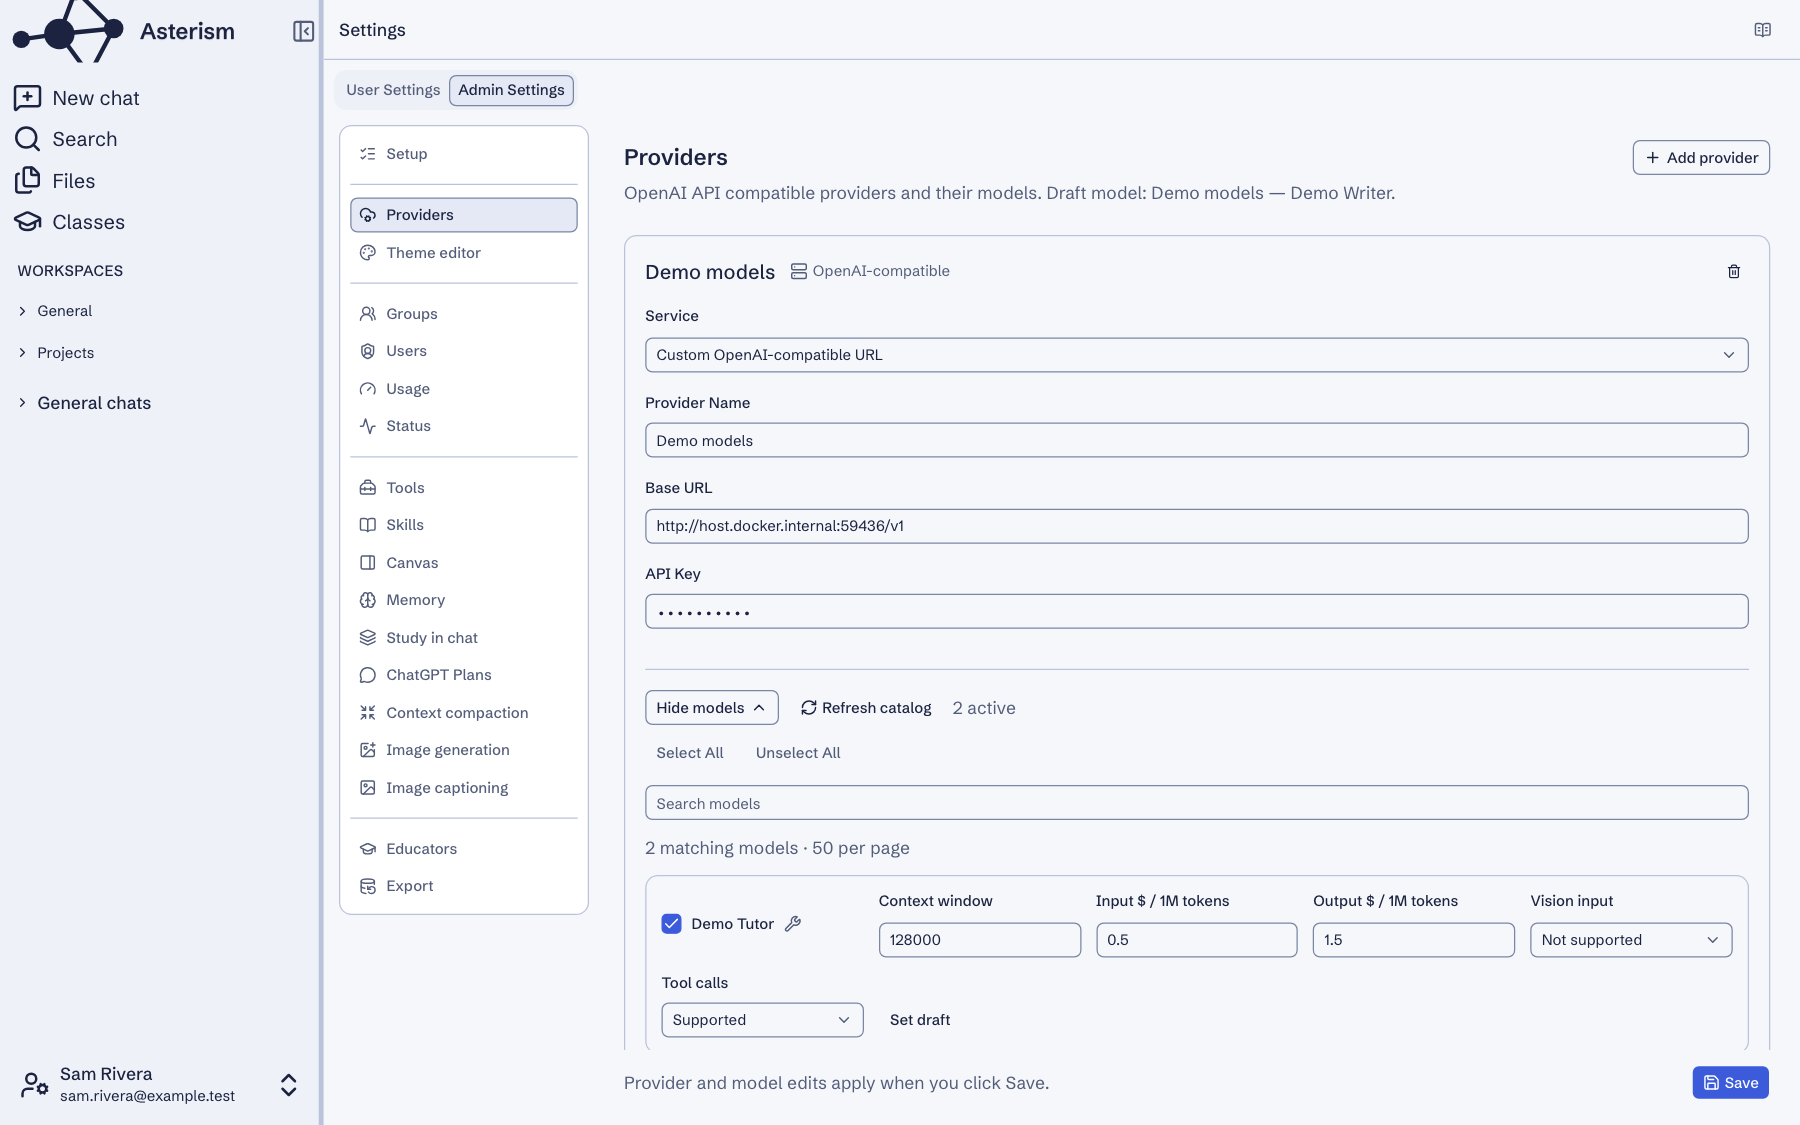 Asterism
New chat
Search
Files
Classes
WORKSPACES
General
Projects
General chats
Sam Rivera
sam.rivera@example.test
Settings
User Settings
Admin Settings
Setup
Providers
Theme editor
Groups
Users
Usage
Status
Tools
Skills
Canvas
Memory
Study in chat
ChatGPT Plans
Context compaction
Image generation
Image captioning
Educators
Export
Providers
Add provider
OpenAI API compatible providers and their models. Draft model: Demo models — Demo Writer.
Demo models
OpenAI-compatible
Service
Custom OpenAI-compatible URL
Provider Name
Demo models
Base URL
http://host.docker.internal:59436/v1
API Key
••••••••••
Hide models
Refresh catalog
2 active
Select All
Unselect All
Search models
2 matching models · 50 per page
Demo Tutor
Context window
128000
Input $ / 1M tokens
0.5
Output $ / 1M tokens
1.5
Vision input
Not supported
Tool calls
Supported
Set draft
Provider and model edits apply when you click Save.
Save